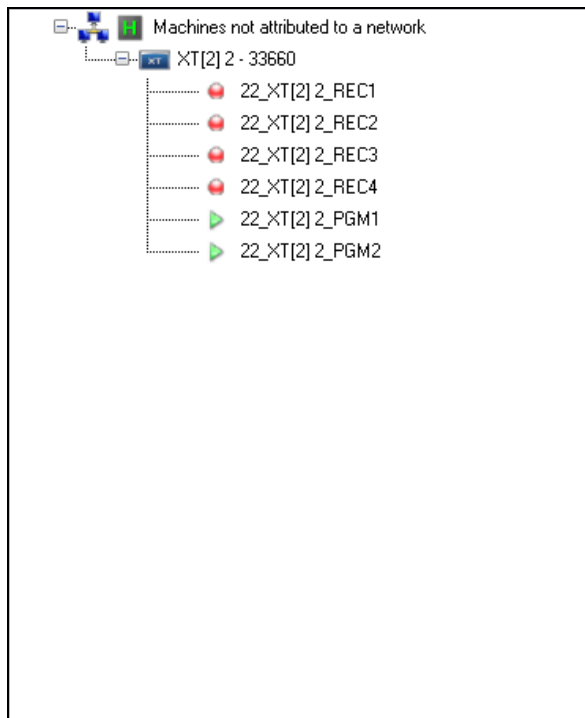 H Machines not attributed to a network
XT XT[2] 2 - 33660
22_XT[2] 2_REC1
22_XT[2] 2_REC2
22_XT[2] 2_REC3
22_XT[2] 2_REC4
22_XT[2] 2_PGM1
22_XT[2] 2_PGM2